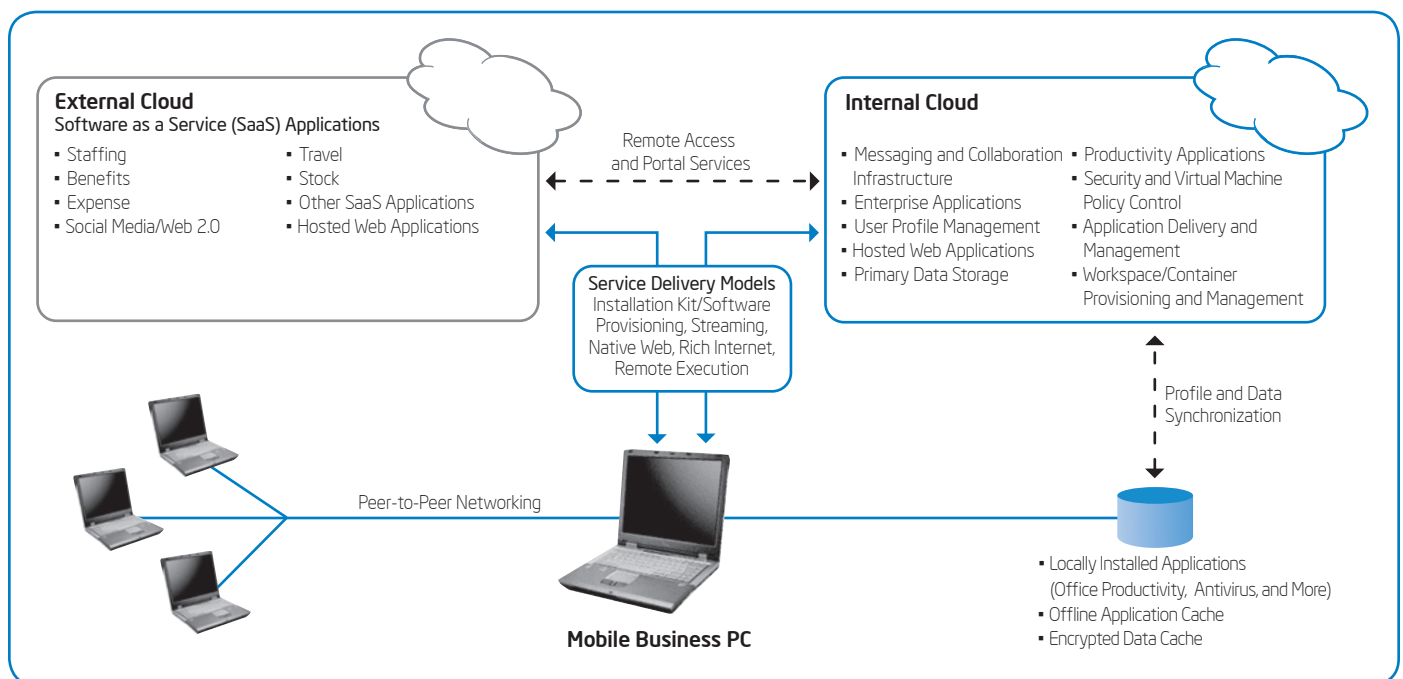 External Cloud
Software as a Service (SaaS) Applications
▪ Staffing
▪ Benefits
▪ Expense
▪ Social Media/Web 2.0
▪ Travel
▪ Stock
▪ Other SaaS Applications
▪ Hosted Web Applications
Remote Access
and Portal Services
Internal Cloud
▪ Messaging and Collaboration
Infrastructure
▪ Enterprise Applications
▪ User Profile Management
▪ Hosted Web Applications
▪ Primary Data Storage
▪ Productivity Applications
▪ Security and Virtual Machine
Policy Control
▪ Application Delivery and
Management
▪ Workspace/Container
Provisioning and Management
Service Delivery Models
Installation Kit/Software
Provisioning, Streaming,
Native Web, Rich Internet,
Remote Execution
Profile and Data
Synchronization
Peer-to-Peer Networking
Mobile Business PC
▪ Locally Installed Applications
(Office Productivity, Antivirus, and More)
▪ Offline Application Cache
▪ Encrypted Data Cache